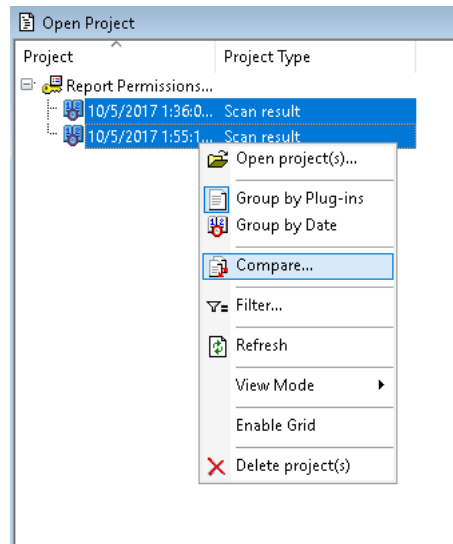 Open Project
Project Project Type
Report Permissions...
10/5/2017 1:36:0... Scan result
10/5/2017 1:55:1... Scan result
Open project(s)...
Group by Plug-ins
Group by Date
Compare...
Filter...
Refresh
View Mode
Enable Grid
Delete project(s)